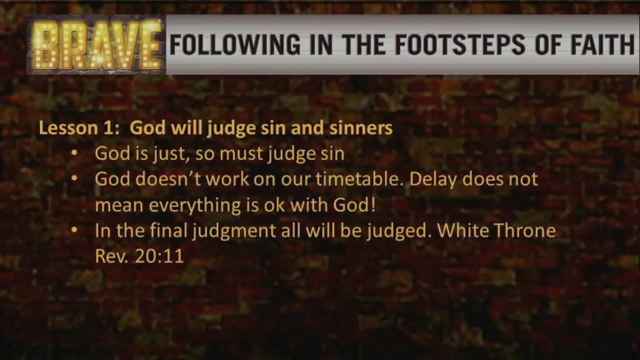 BRAVE FOLLOWING IN THE FOOTSTEPS OF FAITH
Lesson 1: God will judge sin and sinners
• God is just, so must judge sin
• God doesn't work on our timetable. Delay does not
mean everything is ok with God!
• In the final judgment all will be judged. White Throne
Rev. 20:11